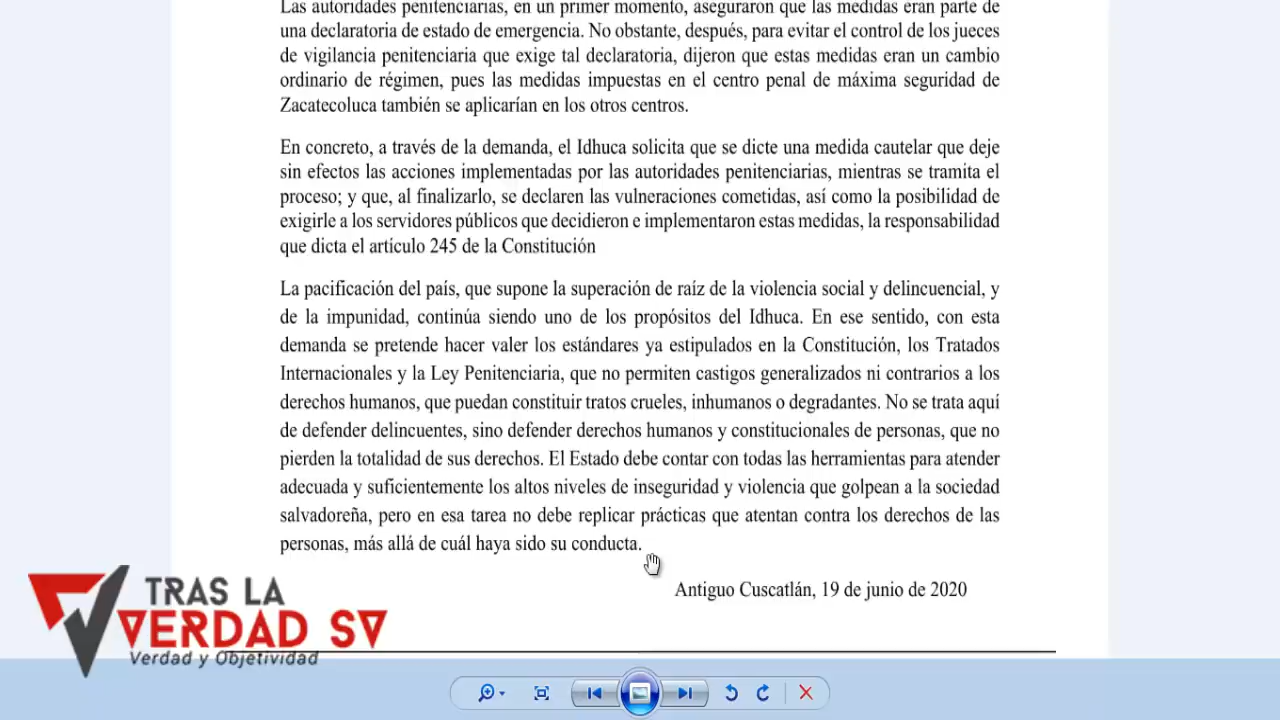 Las autoridades penitenciarias, en un primer momento, aseguraron que las medidas eran parte de
una declaratoria de estado de emergencia. No obstante, después, para evitar el control de los jueces
de vigilancia penitenciaria que exige tal declaratoria, dijeron que estas medidas eran un cambio
ordinario de régimen, pues las medidas impuestas en el centro penal de máxima seguridad de
Zacatecoluca también se aplicarían en los otros centros.
En concreto, a través de la demanda, el Idhuca solicita que se dicte una medida cautelar que deje
sin efectos las acciones implementadas por las autoridades penitenciarias, mientras se tramita el
proceso; y que, al finalizarlo, se declaren las vulneraciones cometidas, así como la posibilidad de
exigirle a los servidores públicos que decidieron e implementaron estas medidas, la responsabilidad
que dicta el artículo 245 de la Constitución
La pacificación del país, que supone la superación de raíz de la violencia social y delincuencial, y
de la impunidad, continúa siendo uno de los propósitos del Idhuca. En ese sentido, con esta
demanda se pretende hacer valer los estándares ya estipulados en la Constitución, los Tratados
Internacionales y la Ley Penitenciaria, que no permiten castigos generalizados ni contrarios a los
derechos humanos, que puedan constituir tratos crueles, inhumanos o degradantes. No se trata aquí
de defender delincuentes, sino defender derechos humanos y constitucionales de personas, que no
pierden la totalidad de sus derechos. El Estado debe contar con todas las herramientas para atender
adecuada y suficientemente los altos niveles de inseguridad y violencia que golpean a la sociedad
salvadoreña, pero en esa tarea no debe replicar prácticas que atentan contra los derechos de las
personas, más allá de cuál haya sido su conducta.
Antiguo Cuscatlán, 19 de junio de 2020
TRAS LA
VERDAD SV
Verdad y Objetividad